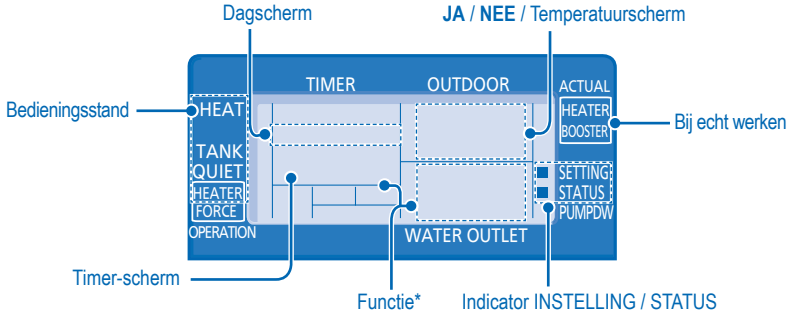 Dagscherm
JA / NEE / Temperatuurscherm
TIMER
OUTDOOR
ACTUAL
Bedieningsstand
HEAT
HEATER
BOOSTER
Bij echt werken
TANK
QUIET
SETTING
HEATER
STATUS
FORCE
PUMPDW
OPERATION
WATER OUTLET
Timer-scherm
Functie*
Indicator INSTELLING / STATUS